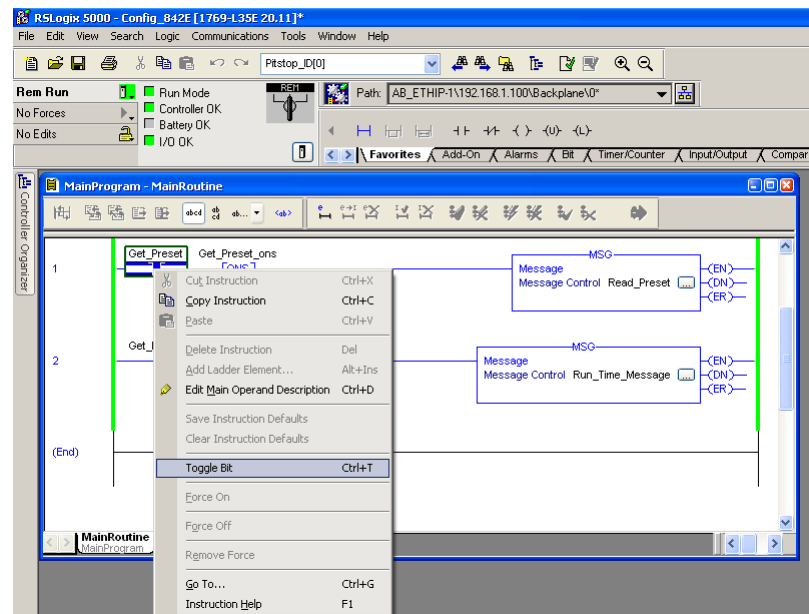 RSLogix 5000 - Config_842E [1769-L35E 20.11]*
File Edit View Search Logic Communications Tools Window Help
Pitstop_ID[0]
Rem Run
Run Mode
REM
Path: AB_ETHIP-1\192.168.1.100\Backplane\0*
No Forces
Controller OK
Battery OK
No Edits
I/O OK
Favorites Add-On Alarms Bit Timer/Counter Input/Output Compar
Controller Organizer
MainProgram - MainRoutine
abcd ab... <ab>
Get_Preset Get_Preset_ons
MSG
1
ONS
Message
Message Control Read_Preset ...
(EN)
(DN)
(ER)
Get_
MSG
2
Message
Message Control Run_Time_Message ...
(EN)
(DN)
(ER)
(End)
Cut Instruction Ctrl+X
Copy Instruction Ctrl+C
Paste Ctrl+V
Delete Instruction Del
Add Ladder Element... Alt+Ins
Edit Main Operand Description Ctrl+D
Save Instruction Defaults
Clear Instruction Defaults
Toggle Bit Ctrl+T
Force On
Force Off
Remove Force
Go To... Ctrl+G
Instruction Help F1
MainRoutine
MainProgram